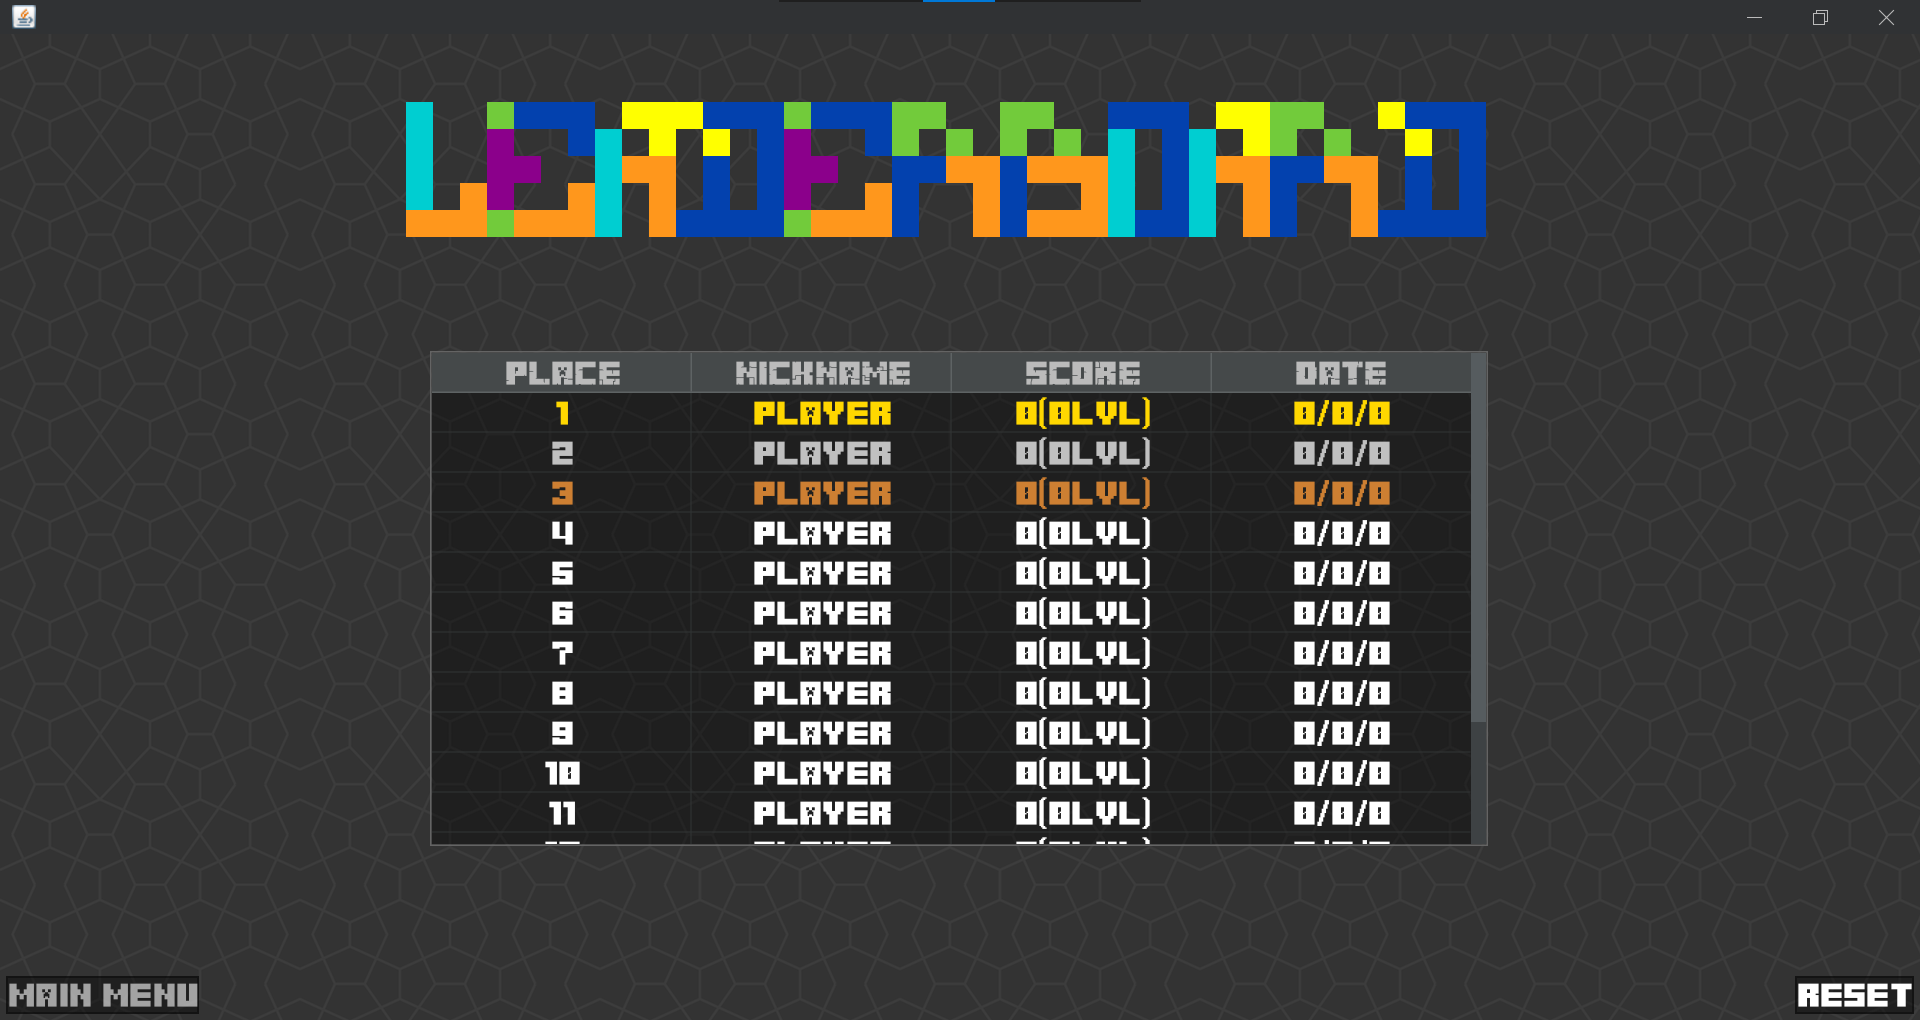 LEADERBOARD
PLACE NICKNAME SCORE DATE
1 PLAYER 0(0LVL) 0/0/0
2 PLAYER 0(0LVL) 0/0/0
3 PLAYER 0(0LVL) 0/0/0
4 PLAYER 0(0LVL) 0/0/0
5 PLAYER 0(0LVL) 0/0/0
6 PLAYER 0(0LVL) 0/0/0
7 PLAYER 0(0LVL) 0/0/0
8 PLAYER 0(0LVL) 0/0/0
9 PLAYER 0(0LVL) 0/0/0
10 PLAYER 0(0LVL) 0/0/0
11 PLAYER 0(0LVL) 0/0/0
MAIN MENU
RESET